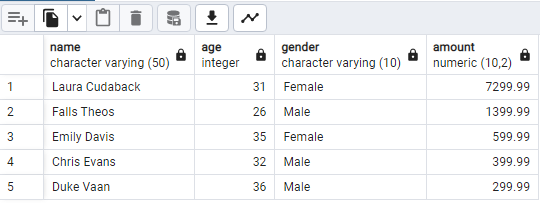 name age gender amount
character varying (50) integer character varying (10) numeric (10,2)
1 Laura Cudaback 31 Female 7299.99
2 Falls Theos 26 Male 1399.99
3 Emily Davis 35 Female 599.99
4 Chris Evans 32 Male 399.99
5 Duke Vaan 36 Male 299.99